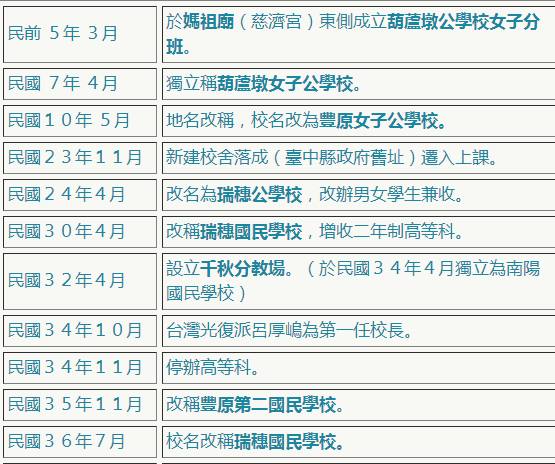 民前 ５年 ３月
於媽祖廟（慈濟宮）東側成立葫蘆墩公學校女子分
班。
民國 ７年 ４月
獨立稱葫蘆墩女子公學校。
民國１０年 ５月
地名改稱，校名改為豐原女子公學校。
民國２３年１１月
新建校舍落成（臺中縣政府舊址）遷入上課。
民國２４年４月
改名為瑞穗公學校，改辦男女學生兼收。
民國３０年４月
改稱瑞穗國民學校，增收二年制高等科。
民國３２年４月
設立千秋分教場。（於民國３４年４月獨立為南陽
國民學校）
民國３４年１０月
台灣光復派呂厚嶋為第一任校長。
民國３４年１１月
停辦高等科。
民國３５年１１月
改稱豐原第二國民學校。
民國３６年７月
校名改稱瑞穗國民學校。